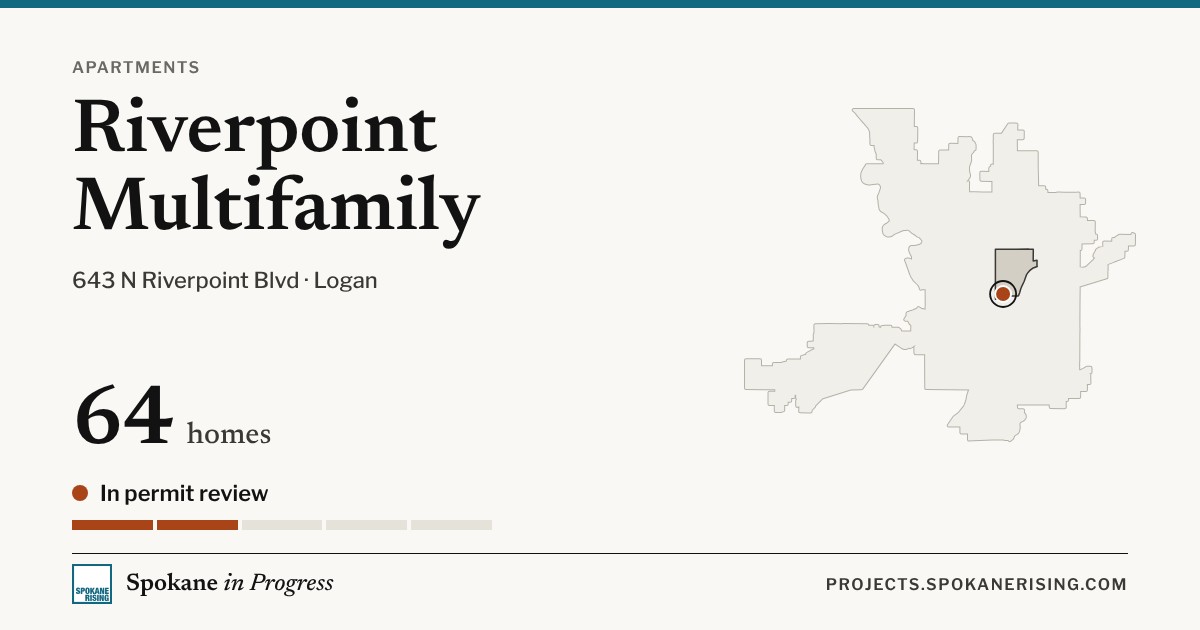 APARTMENTS
Riverpoint
Multifamily
643 N Riverpoint Blvd · Logan
64 homes
In permit review
SPOKANE
RISING
Spokane in Progress
PROJECTS.SPOKANERISING.COM